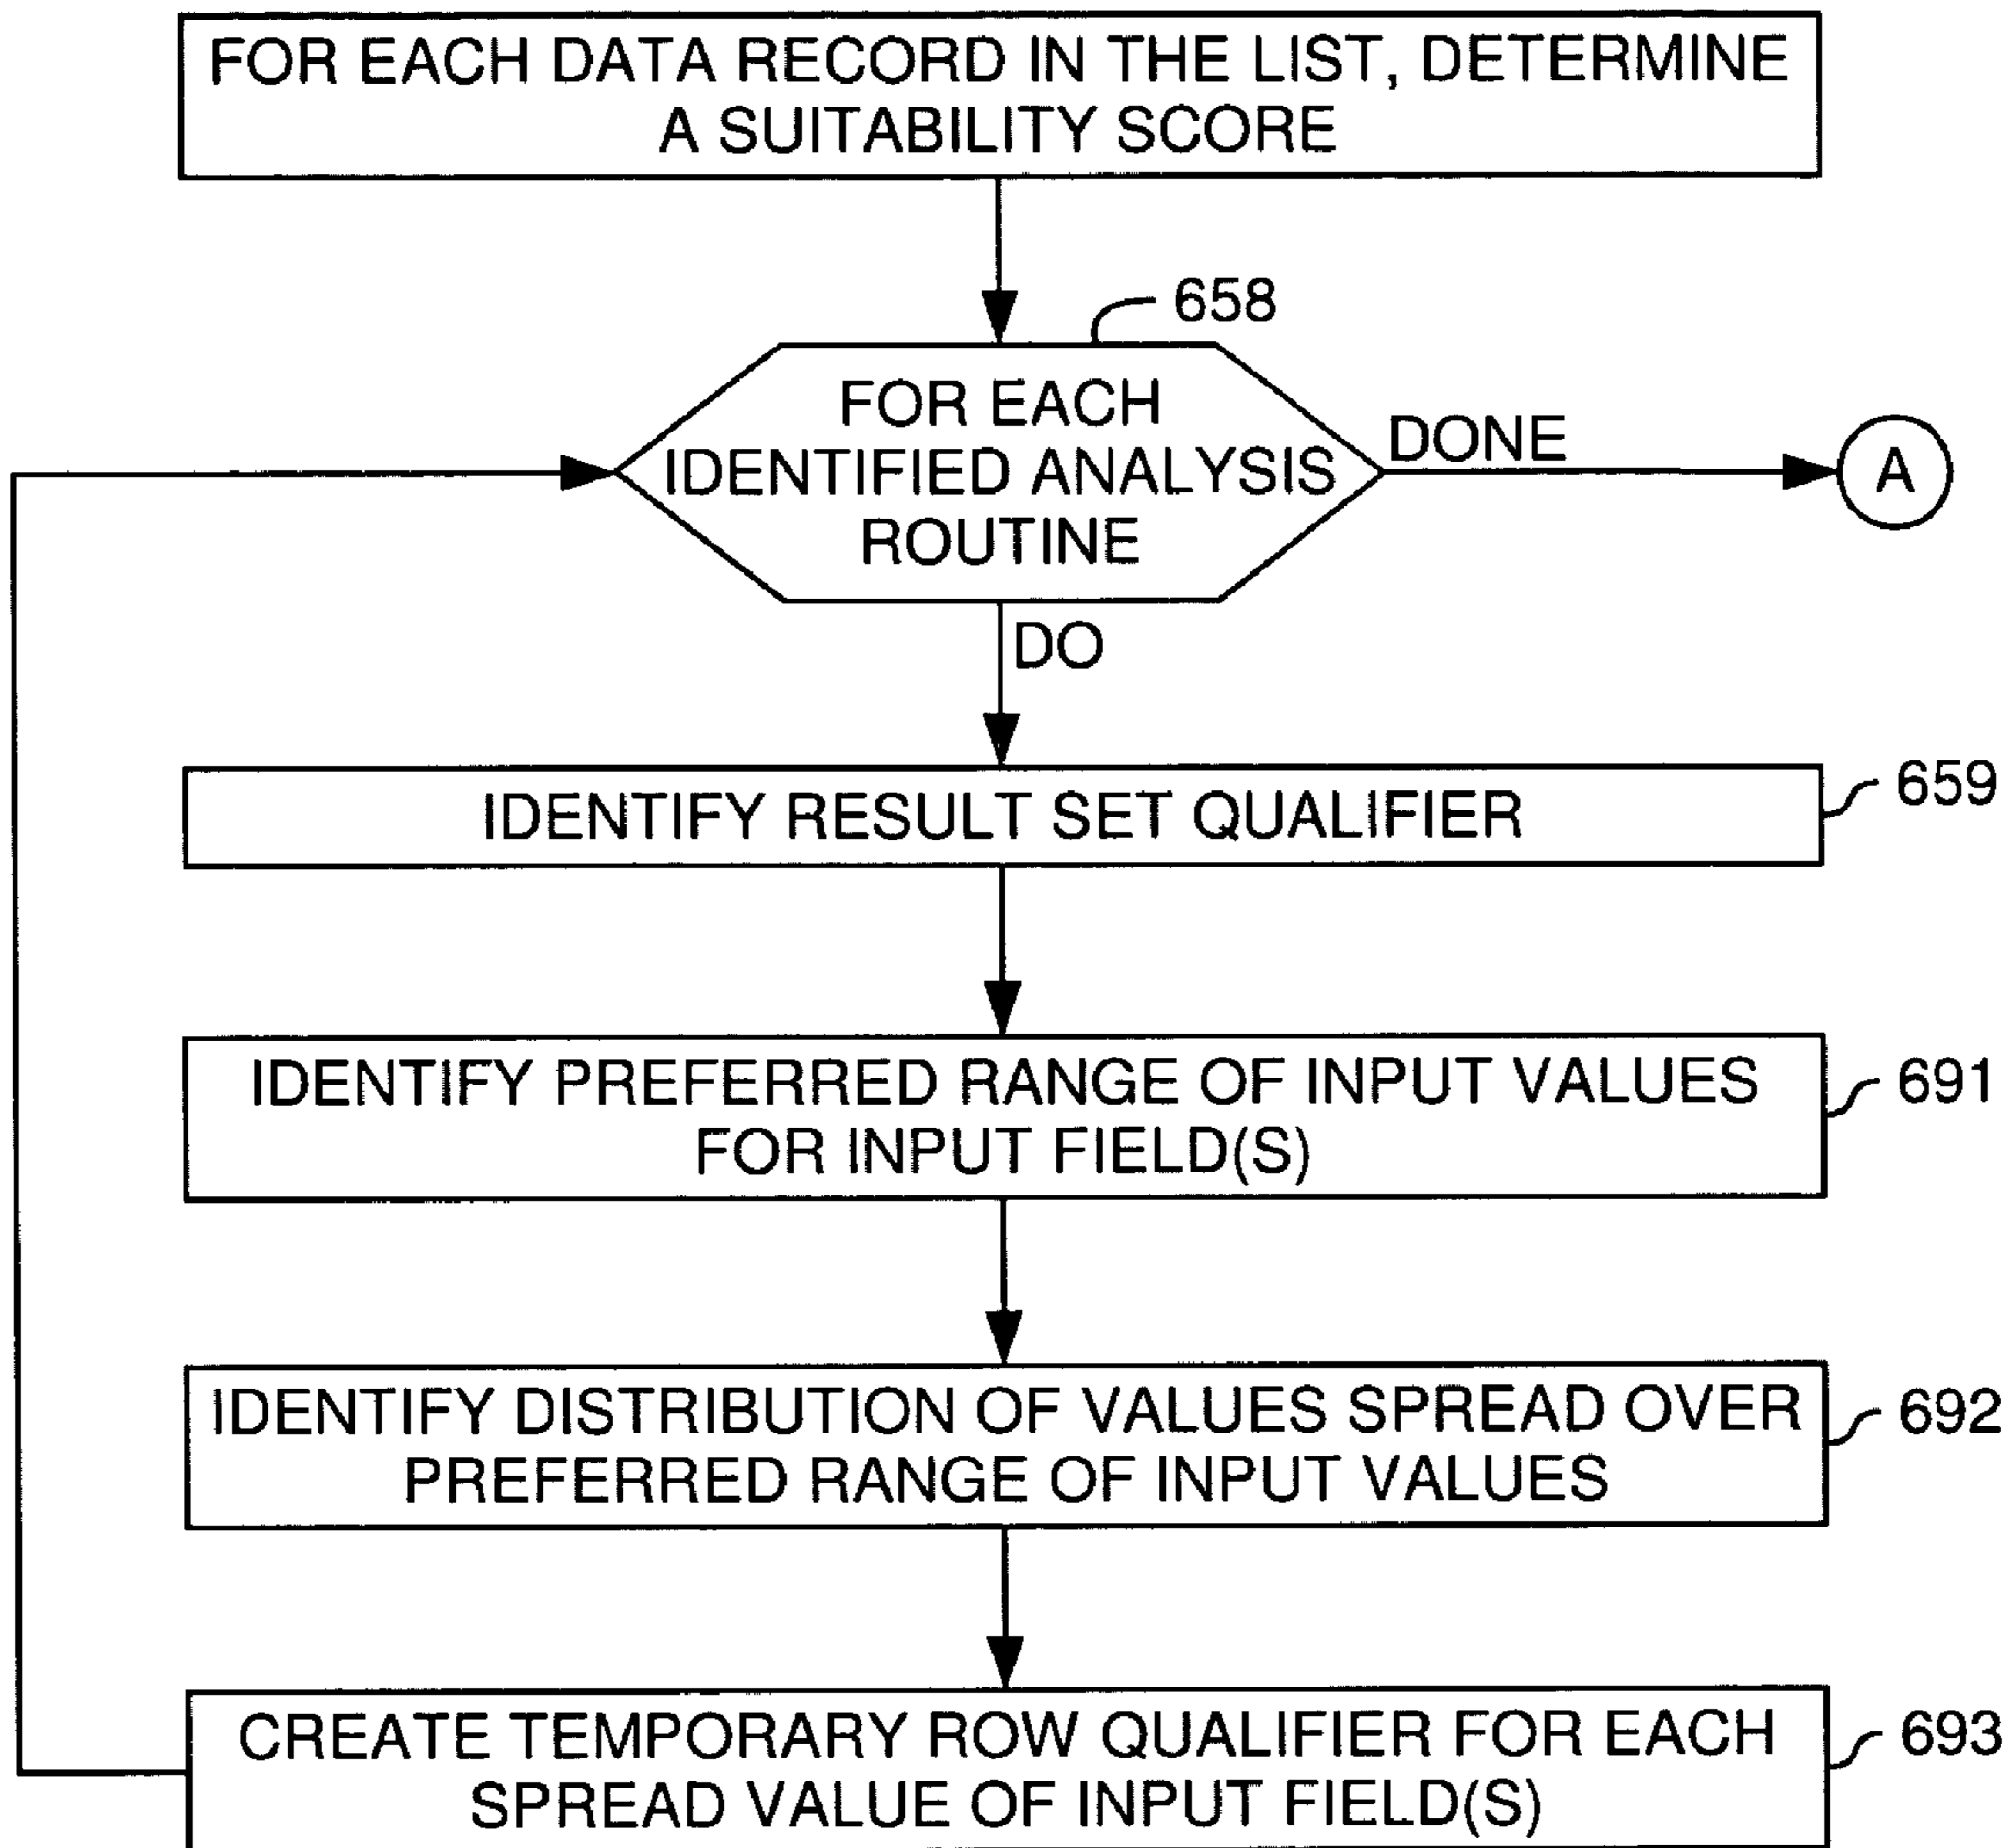 FOR EACH DATA RECORD IN THE LIST, DETERMINE
A SUITABILITY SCORE
658
FOR EACH
IDENTIFIED ANALYSIS
ROUTINE
DONE
A
DO
IDENTIFY RESULT SET QUALIFIER
659
IDENTIFY PREFERRED RANGE OF INPUT VALUES
FOR INPUT FIELD(S)
691
IDENTIFY DISTRIBUTION OF VALUES SPREAD OVER
PREFERRED RANGE OF INPUT VALUES
692
CREATE TEMPORARY ROW QUALIFIER FOR EACH
SPREAD VALUE OF INPUT FIELD(S)
693